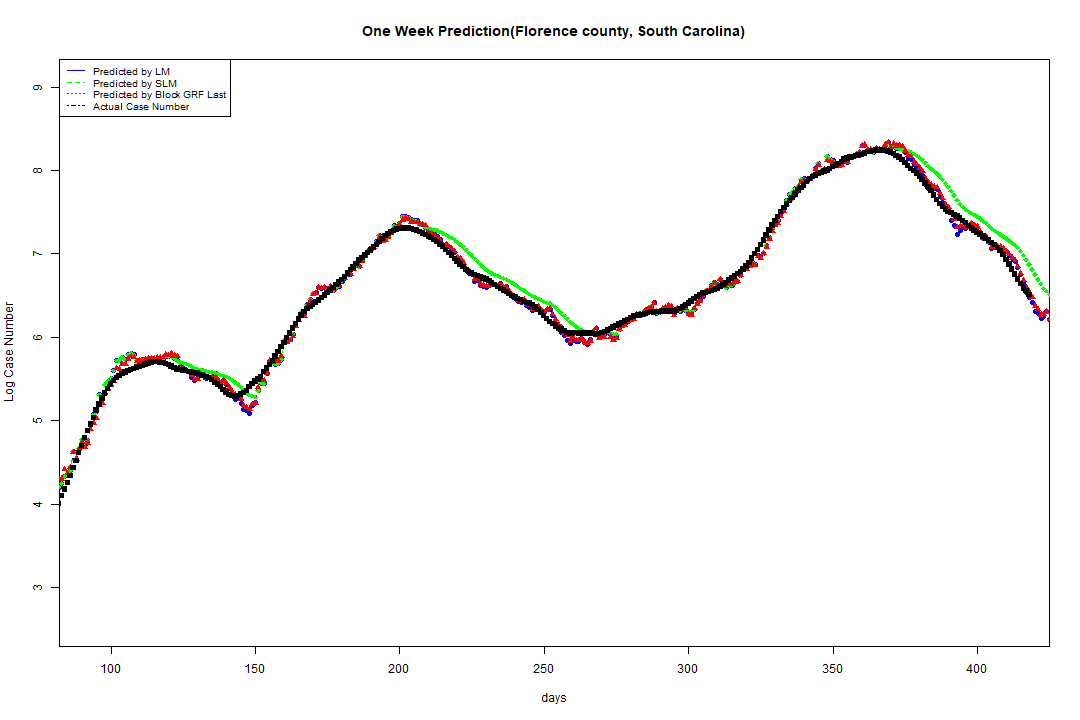 One Week Prediction(Florence county, South Carolina)
Predicted by LM
Predicted by SLM
Predicted by Block GRF Last
Actual Case Number
Log Case Number
9
8
7
6
5
4
3
100 150 200 250 300 350 400
days